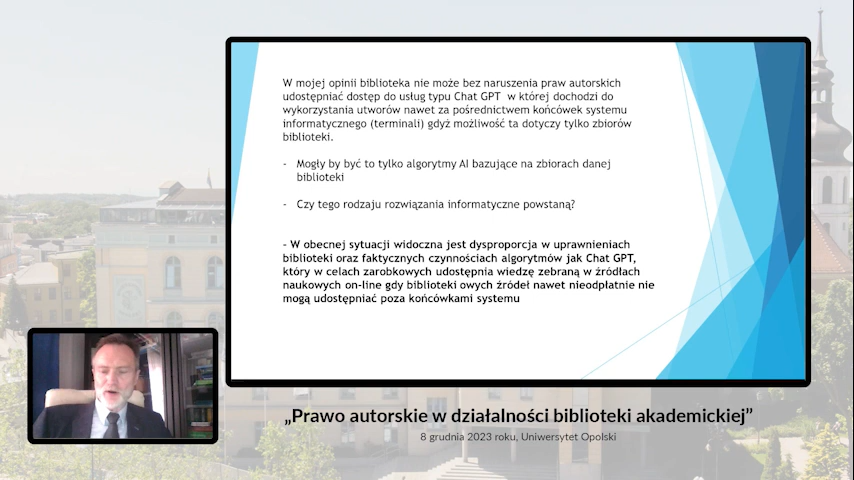 W mojej opinii biblioteka nie może bez naruszenia praw autorskich
udostępniać dostęp do usług typu Chat GPT w której dochodzi do
wykorzystania utworów nawet za pośrednictwem końcówek systemu
informatycznego (terminali) gdyż możliwość ta dotyczy tylko zbiorów
biblioteki.
- Mogły by być to tylko algorytmy AI bazujące na zbiorach danej
biblioteki
- Czy tego rodzaju rozwiązania informatyczne powstaną?
- W obecnej sytuacji widoczna jest dysproporcja w uprawnieniach
biblioteki oraz faktycznych czynnościach algorytmów jak Chat GPT,
który w celach zarobkowych udostępnia wiedzę zebraną w źródłach
naukowych on-line gdy biblioteki owych źródeł nawet nieodpłatnie nie
mogą udostępniać poza końcówkami systemu
„Prawo autorskie w działalności biblioteki akademickiej”
8 grudnia 2023 roku, Uniwersytet Opolski